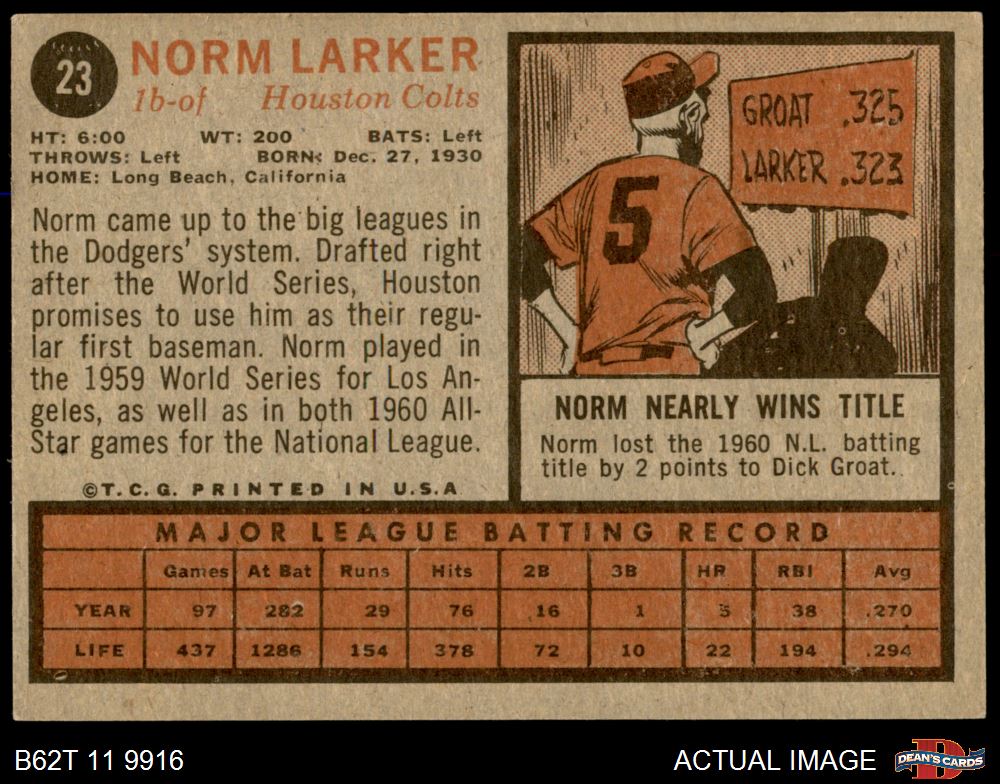 23
NORM LARKER
1b-of Houston Colts
HT: 6:00 WT: 200 BATS: Left
THROWS: Left BORN: Dec. 27, 1930
HOME: Long Beach, California
Norm came up to the big leagues in
the Dodgers' system. Drafted right
after the World Series, Houston
promises to use him as their regu-
lar first baseman. Norm played in
the 1959 World Series for Los An-
geles, as well as in both 1960 All-
Star games for the National League.
©T.C.G. PRINTED IN U.S.A
GROAT .325
LARKER .323
5
NORM NEARLY WINS TITLE
Norm lost the 1960 N.L. batting
title by 2 points to Dick Groat.
MAJOR LEAGUE BATTING RECORD
Games At Bat Runs Hits 2B 3B HR RBI Avg
YEAR 97 282 29 76 16 1 5 38 .270
LIFE 437 1286 154 378 72 10 22 194 .294
B62T 11 9916
ACTUAL IMAGE
DEAN'S CARDS